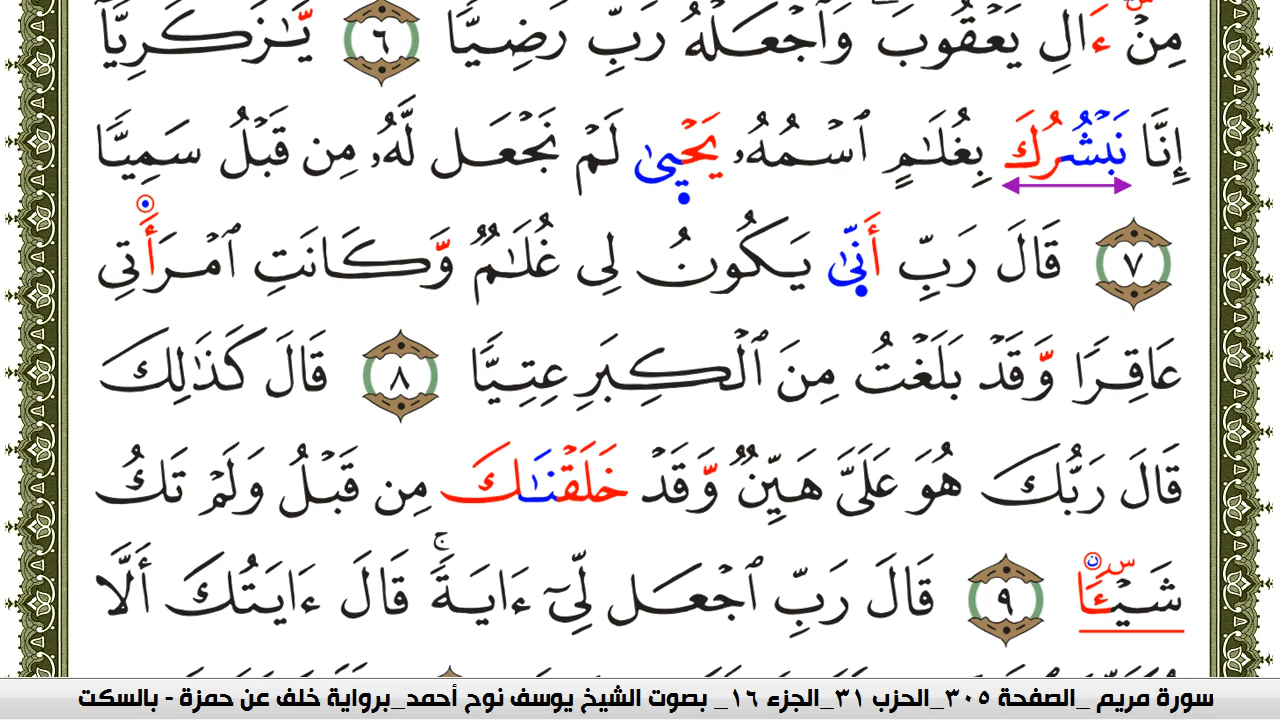 مِنْ ءَالِ يَعْقُوبَ وَٱجْعَلْهُ رَبِّ رَضِيًّا ٦ يَّٰزَكَرِيَّآ
إِنَّا نَبْشُرُكَ بِغُلَٰمٍ ٱسْمُهُۥ يَحْيىٰ لَمْ نَجْعَل لَّهُۥ مِن قَبْلُ سَمِيًّا
٧ قَالَ رَبِّ أَنّىٰ يَكُونُ لِى غُلَٰمٌ وَّكَانَتِ ٱمْرَأَتِى
عَاقِرًا وَّقَدْ بَلَغْتُ مِنَ ٱلْكِبَرِ عِتِيًّا ٨ قَالَ كَذَٰلِكَ
قَالَ رَبُّكَ هُوَ عَلَىَّ هَيِّنٌ وَّقَدْ خَلَقْنَٰكَ مِن قَبْلُ وَلَمْ تَكُ
شَيْـًٔا ٩ قَالَ رَبِّ ٱجْعَل لِّىٓ ءَايَةًۚ قَالَ ءَايَتُكَ أَلَّا
سورة مريم _الصفحة ٣٠٥_الحزب ٣١_الجزء ١٦_ بصوت الشيخ يوسف نوح أحمد_برواية خلف عن حمزة - بالسكت